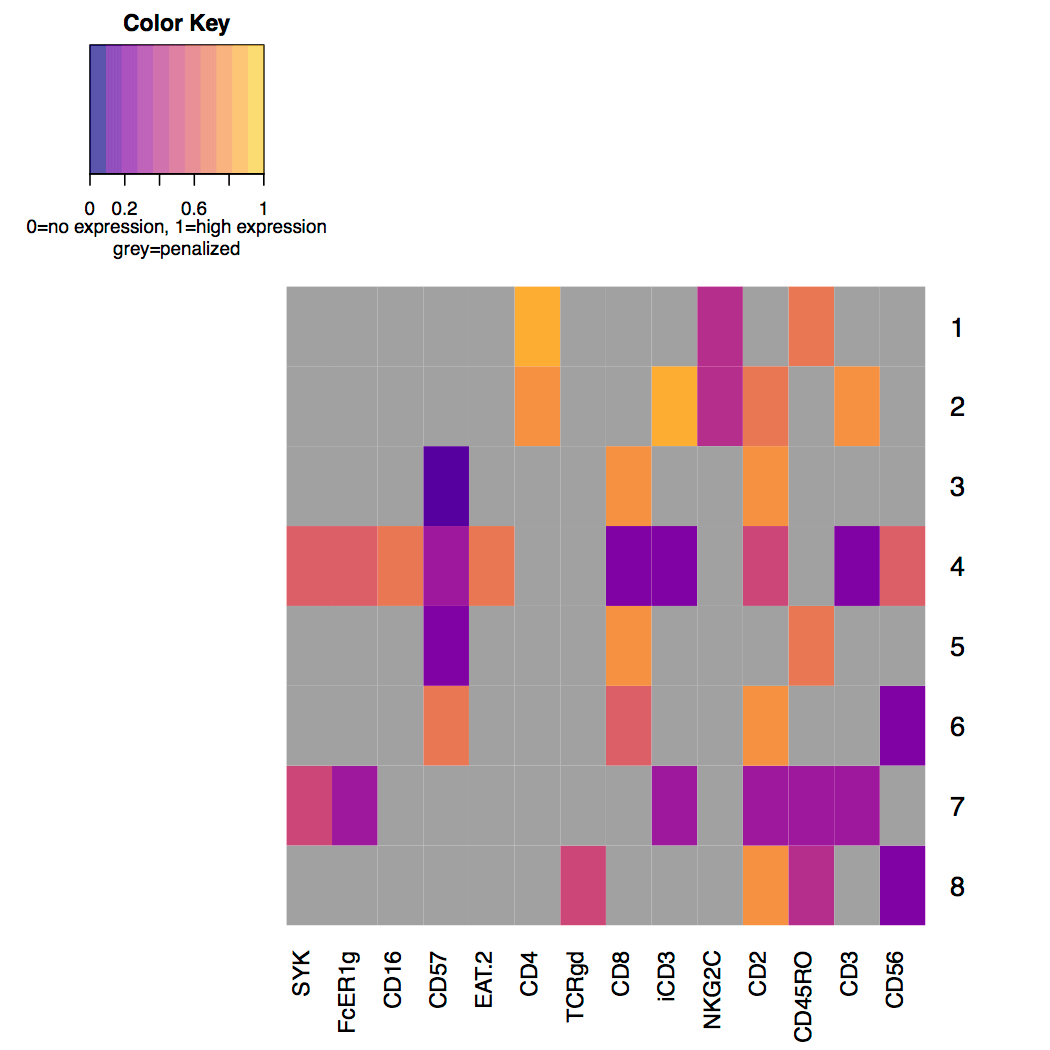 Color Key
0 0.2 0.6 1
0=no expression, 1=high expression
grey=penalized
1
2
3
4
5
6
7
8
SYK FcER1g CD16 CD57 EAT.2 CD4 TCRgd CD8 iCD3 NKG2C CD2 CD45RO CD3 CD56